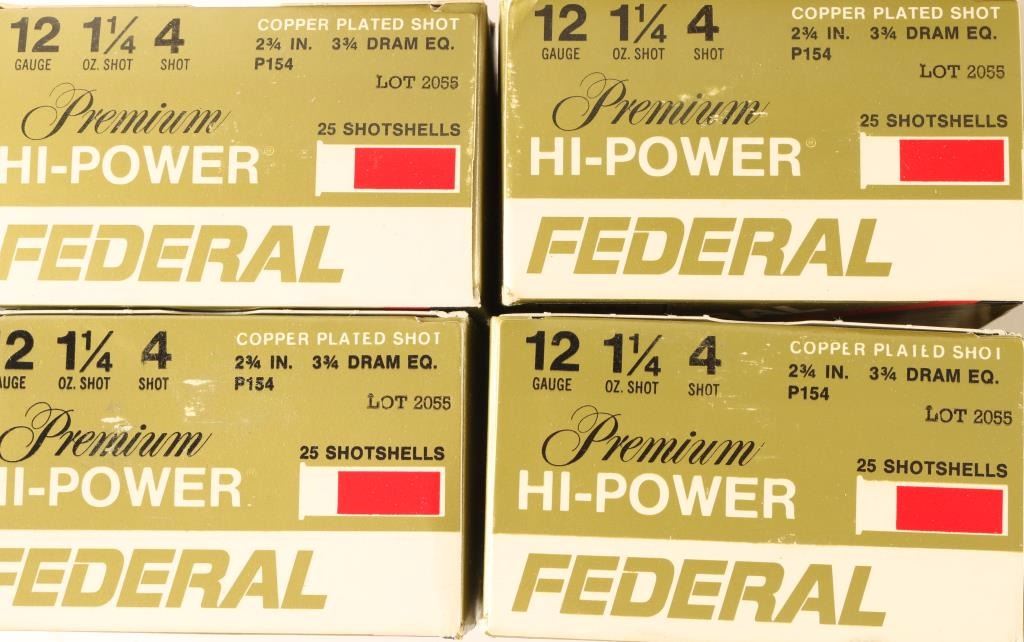 12 1¼ 4 COPPER PLATED SHOT
GAUGE OZ. SHOT SHOT 2¾ IN. 3¾ DRAM EQ.
P154
LOT 2055
Premium
25 SHOTSHELLS
HI-POWER®
FEDERAL
12 1¼ 4 COPPER PLATED SHOT
GAUGE OZ. SHOT SHOT 2¾ IN. 3¾ DRAM EQ.
P154
LOT 2055
Premium
25 SHOTSHELLS
HI-POWER®
FEDERAL
2 1¼ 4 COPPER PLATED SHOT
AUGE OZ. SHOT SHOT 2¾ IN. 3¾ DRAM EQ.
P154
LOT 2055
Premium
25 SHOTSHELLS
HI-POWER
FEDERAL
12 1¼ 4 COPPER PLATED SHOT
GAUGE OZ. SHOT SHOT 2¾ IN. 3¾ DRAM EQ.
P154
LOT 2055
Premium
25 SHOTSHELLS
HI-POWER
FEDERAL